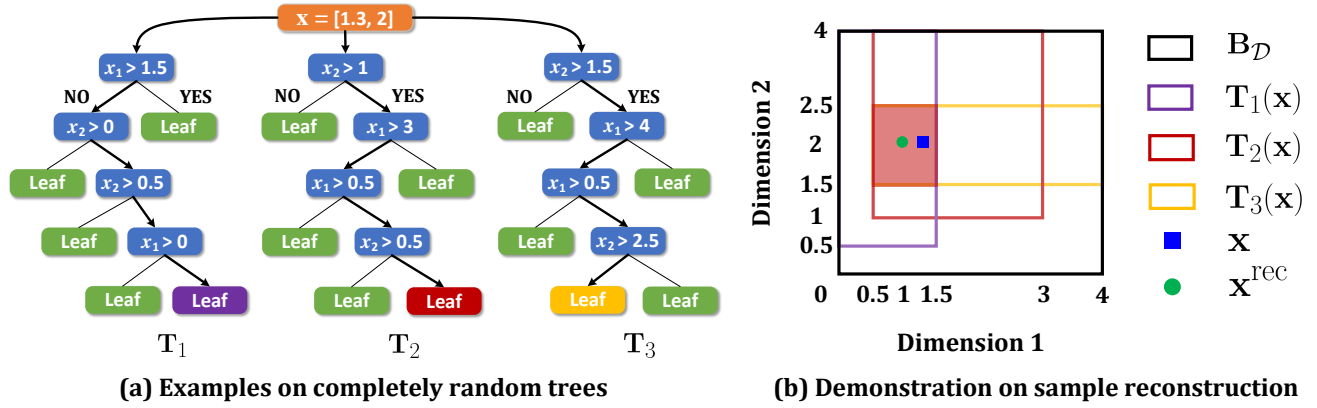 x = [1.3, 2]
x₁ > 1.5
x₂ > 1
x₂ > 1.5
NO
YES
NO
YES
NO
YES
x₂ > 0
Leaf
Leaf
x₁ > 3
Leaf
x₁ > 4
Leaf
x₂ > 0.5
x₁ > 0.5
Leaf
x₁ > 0.5
Leaf
Leaf
x₁ > 0
Leaf
x₂ > 0.5
Leaf
x₂ > 2.5
Leaf
Leaf
Leaf
Leaf
Leaf
Leaf
T₁
T₂
T₃
(a) Examples on completely random trees
Dimension 2
4
2.5
2
1.5
1
0.5
0
0.5
1
1.5
3
4
Dimension 1
B_𝒟
T₁(x)
T₂(x)
T₃(x)
x
x^rec
(b) Demonstration on sample reconstruction